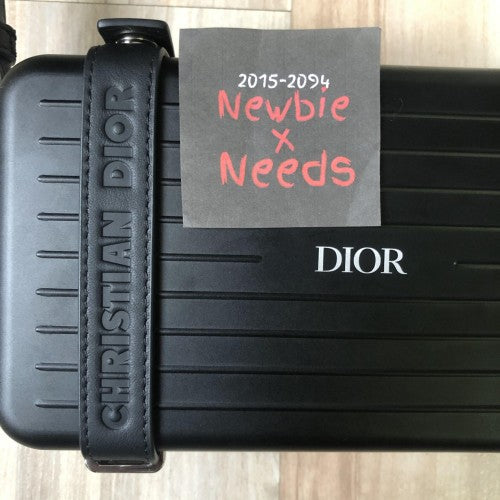 CHRISTIAN DIOR
2015-2094
Newbie
x
Needs
DIOR